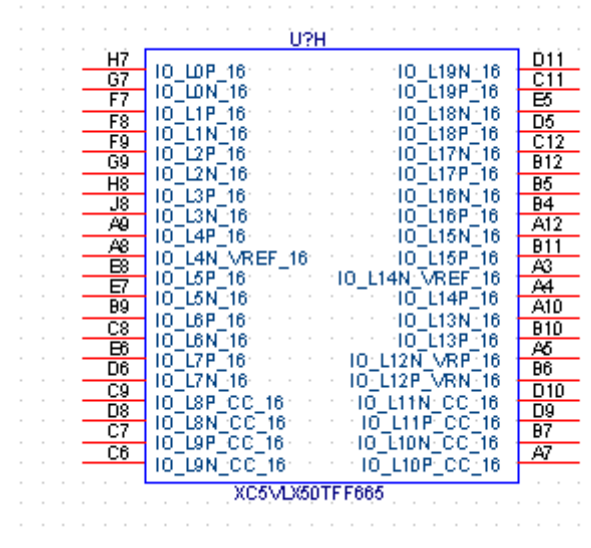 U?H
H7 IO_L0P_16 IO_L19N_16 D11
G7 IO_L0N_16 IO_L19P_16 C11
F7 IO_L1P_16 IO_L18N_16 E5
F8 IO_L1N_16 IO_L18P_16 D5
F9 IO_L2P_16 IO_L17N_16 C12
G9 IO_L2N_16 IO_L17P_16 B12
H8 IO_L3P_16 IO_L16N_16 B5
J8 IO_L3N_16 IO_L16P_16 B4
A9 IO_L4P_16 IO_L15N_16 A12
A8 IO_L4N_VREF_16 IO_L15P_16 B11
E8 IO_L5P_16 IO_L14N_VREF_16 A3
E7 IO_L5N_16 IO_L14P_16 A4
B9 IO_L6P_16 IO_L13N_16 A10
C8 IO_L6N_16 IO_L13P_16 B10
E6 IO_L7P_16 IO_L12N_VRP_16 A5
D6 IO_L7N_16 IO_L12P_VRN_16 B6
C9 IO_L8P_CC_16 IO_L11N_CC_16 D10
D8 IO_L8N_CC_16 IO_L11P_CC_16 D9
C7 IO_L9P_CC_16 IO_L10N_CC_16 B7
C6 IO_L9N_CC_16 IO_L10P_CC_16 A7
XC5VLX50TFF665